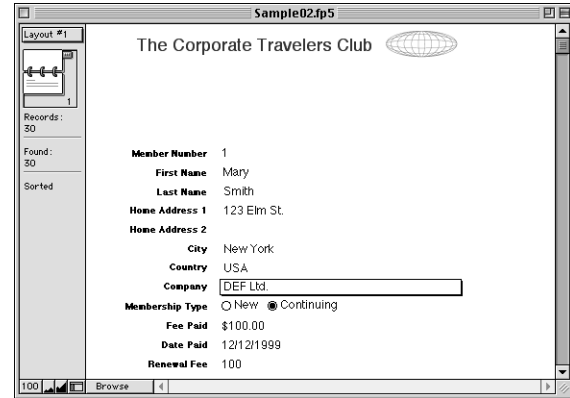 Sample02.fp5
Layout #1
The Corporate Travelers Club
1
Records:
30
Found:
30
Sorted
Member Number 1
First Name Mary
Last Name Smith
Home Address 1 123 Elm St.
Home Address 2
City New York
Country USA
Company DEF Ltd.
Membership Type New Continuing
Fee Paid $100.00
Date Paid 12/12/1999
Renewal Fee 100
100 Browse